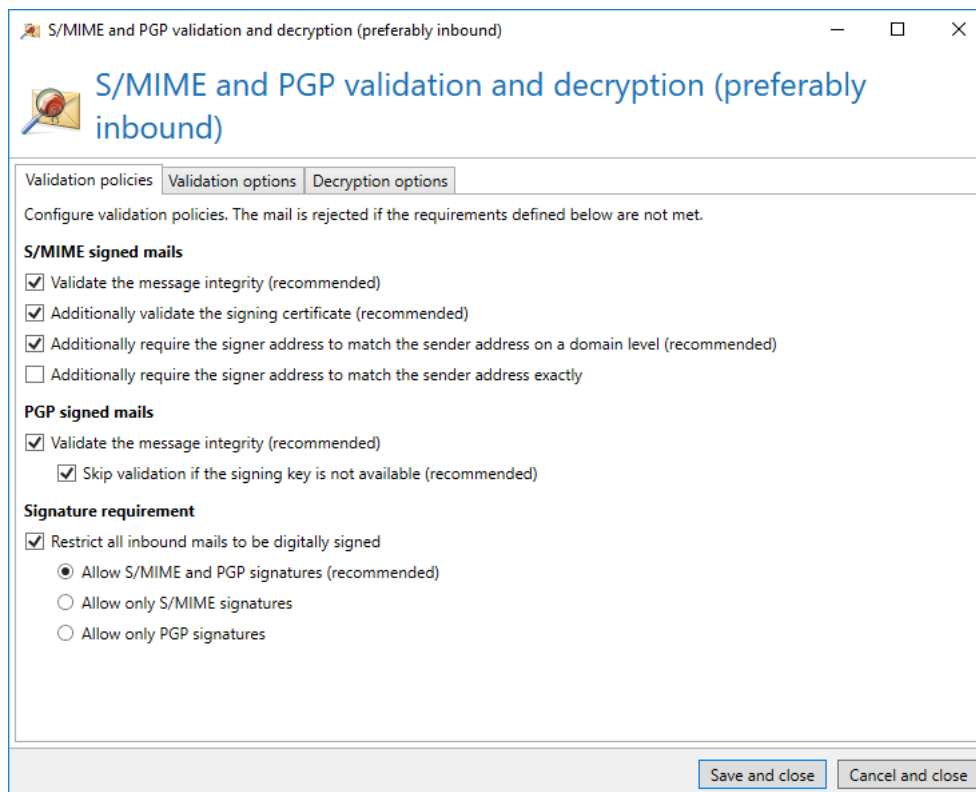 S/MIME and PGP validation and decryption (preferably inbound)
S/MIME and PGP validation and decryption (preferably
inbound)
Validation policies Validation options Decryption options
Configure validation policies. The mail is rejected if the requirements defined below are not met.
S/MIME signed mails
Validate the message integrity (recommended)
Additionally validate the signing certificate (recommended)
Additionally require the signer address to match the sender address on a domain level (recommended)
Additionally require the signer address to match the sender address exactly
PGP signed mails
Validate the message integrity (recommended)
Skip validation if the signing key is not available (recommended)
Signature requirement
Restrict all inbound mails to be digitally signed
Allow S/MIME and PGP signatures (recommended)
Allow only S/MIME signatures
Allow only PGP signatures
Save and close Cancel and close